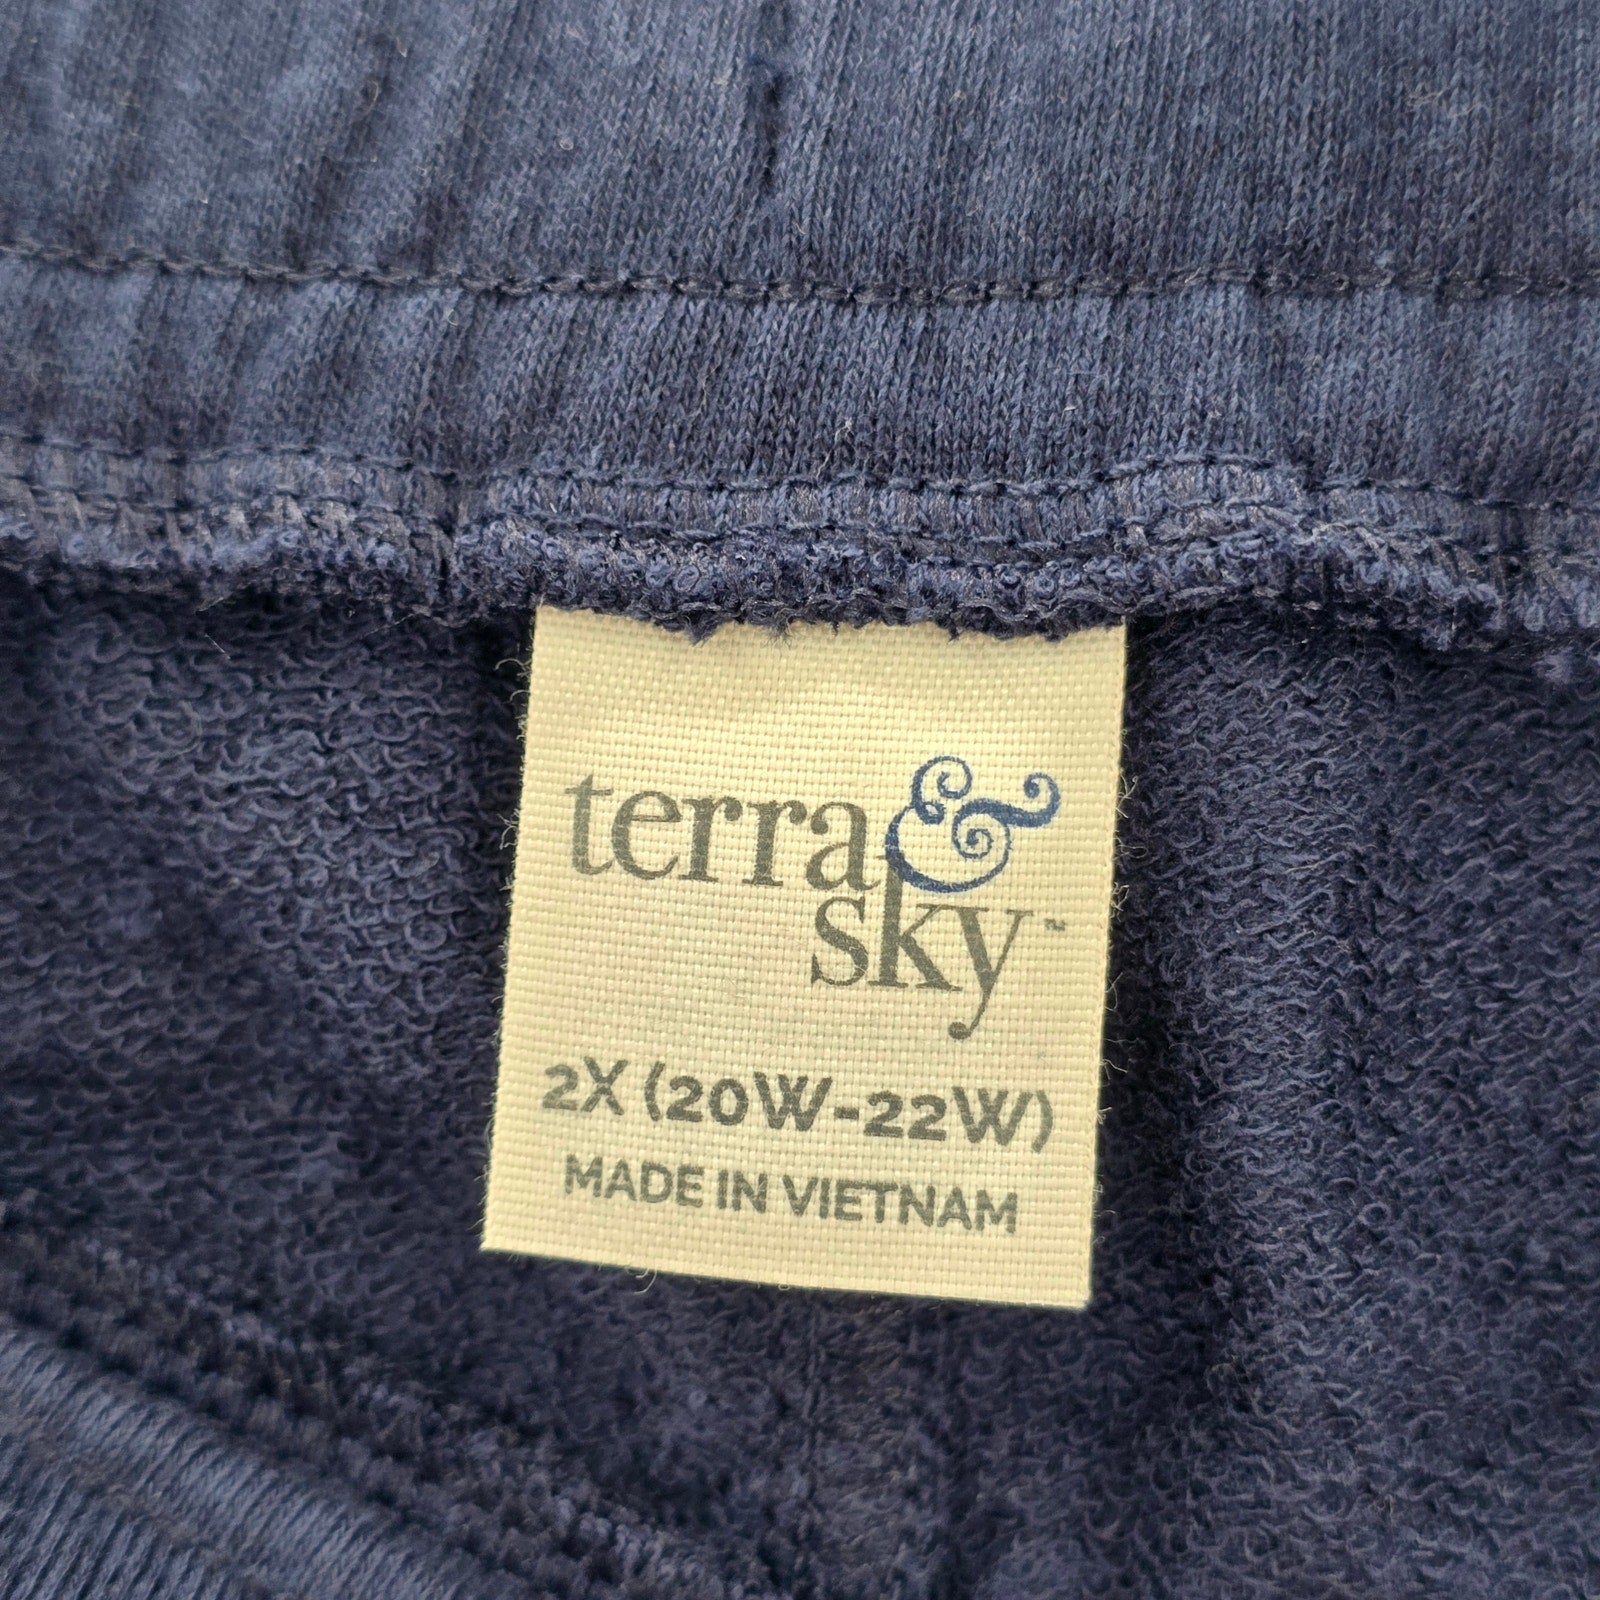 terra &
sky™
2X (20W-22W)
MADE IN VIETNAM